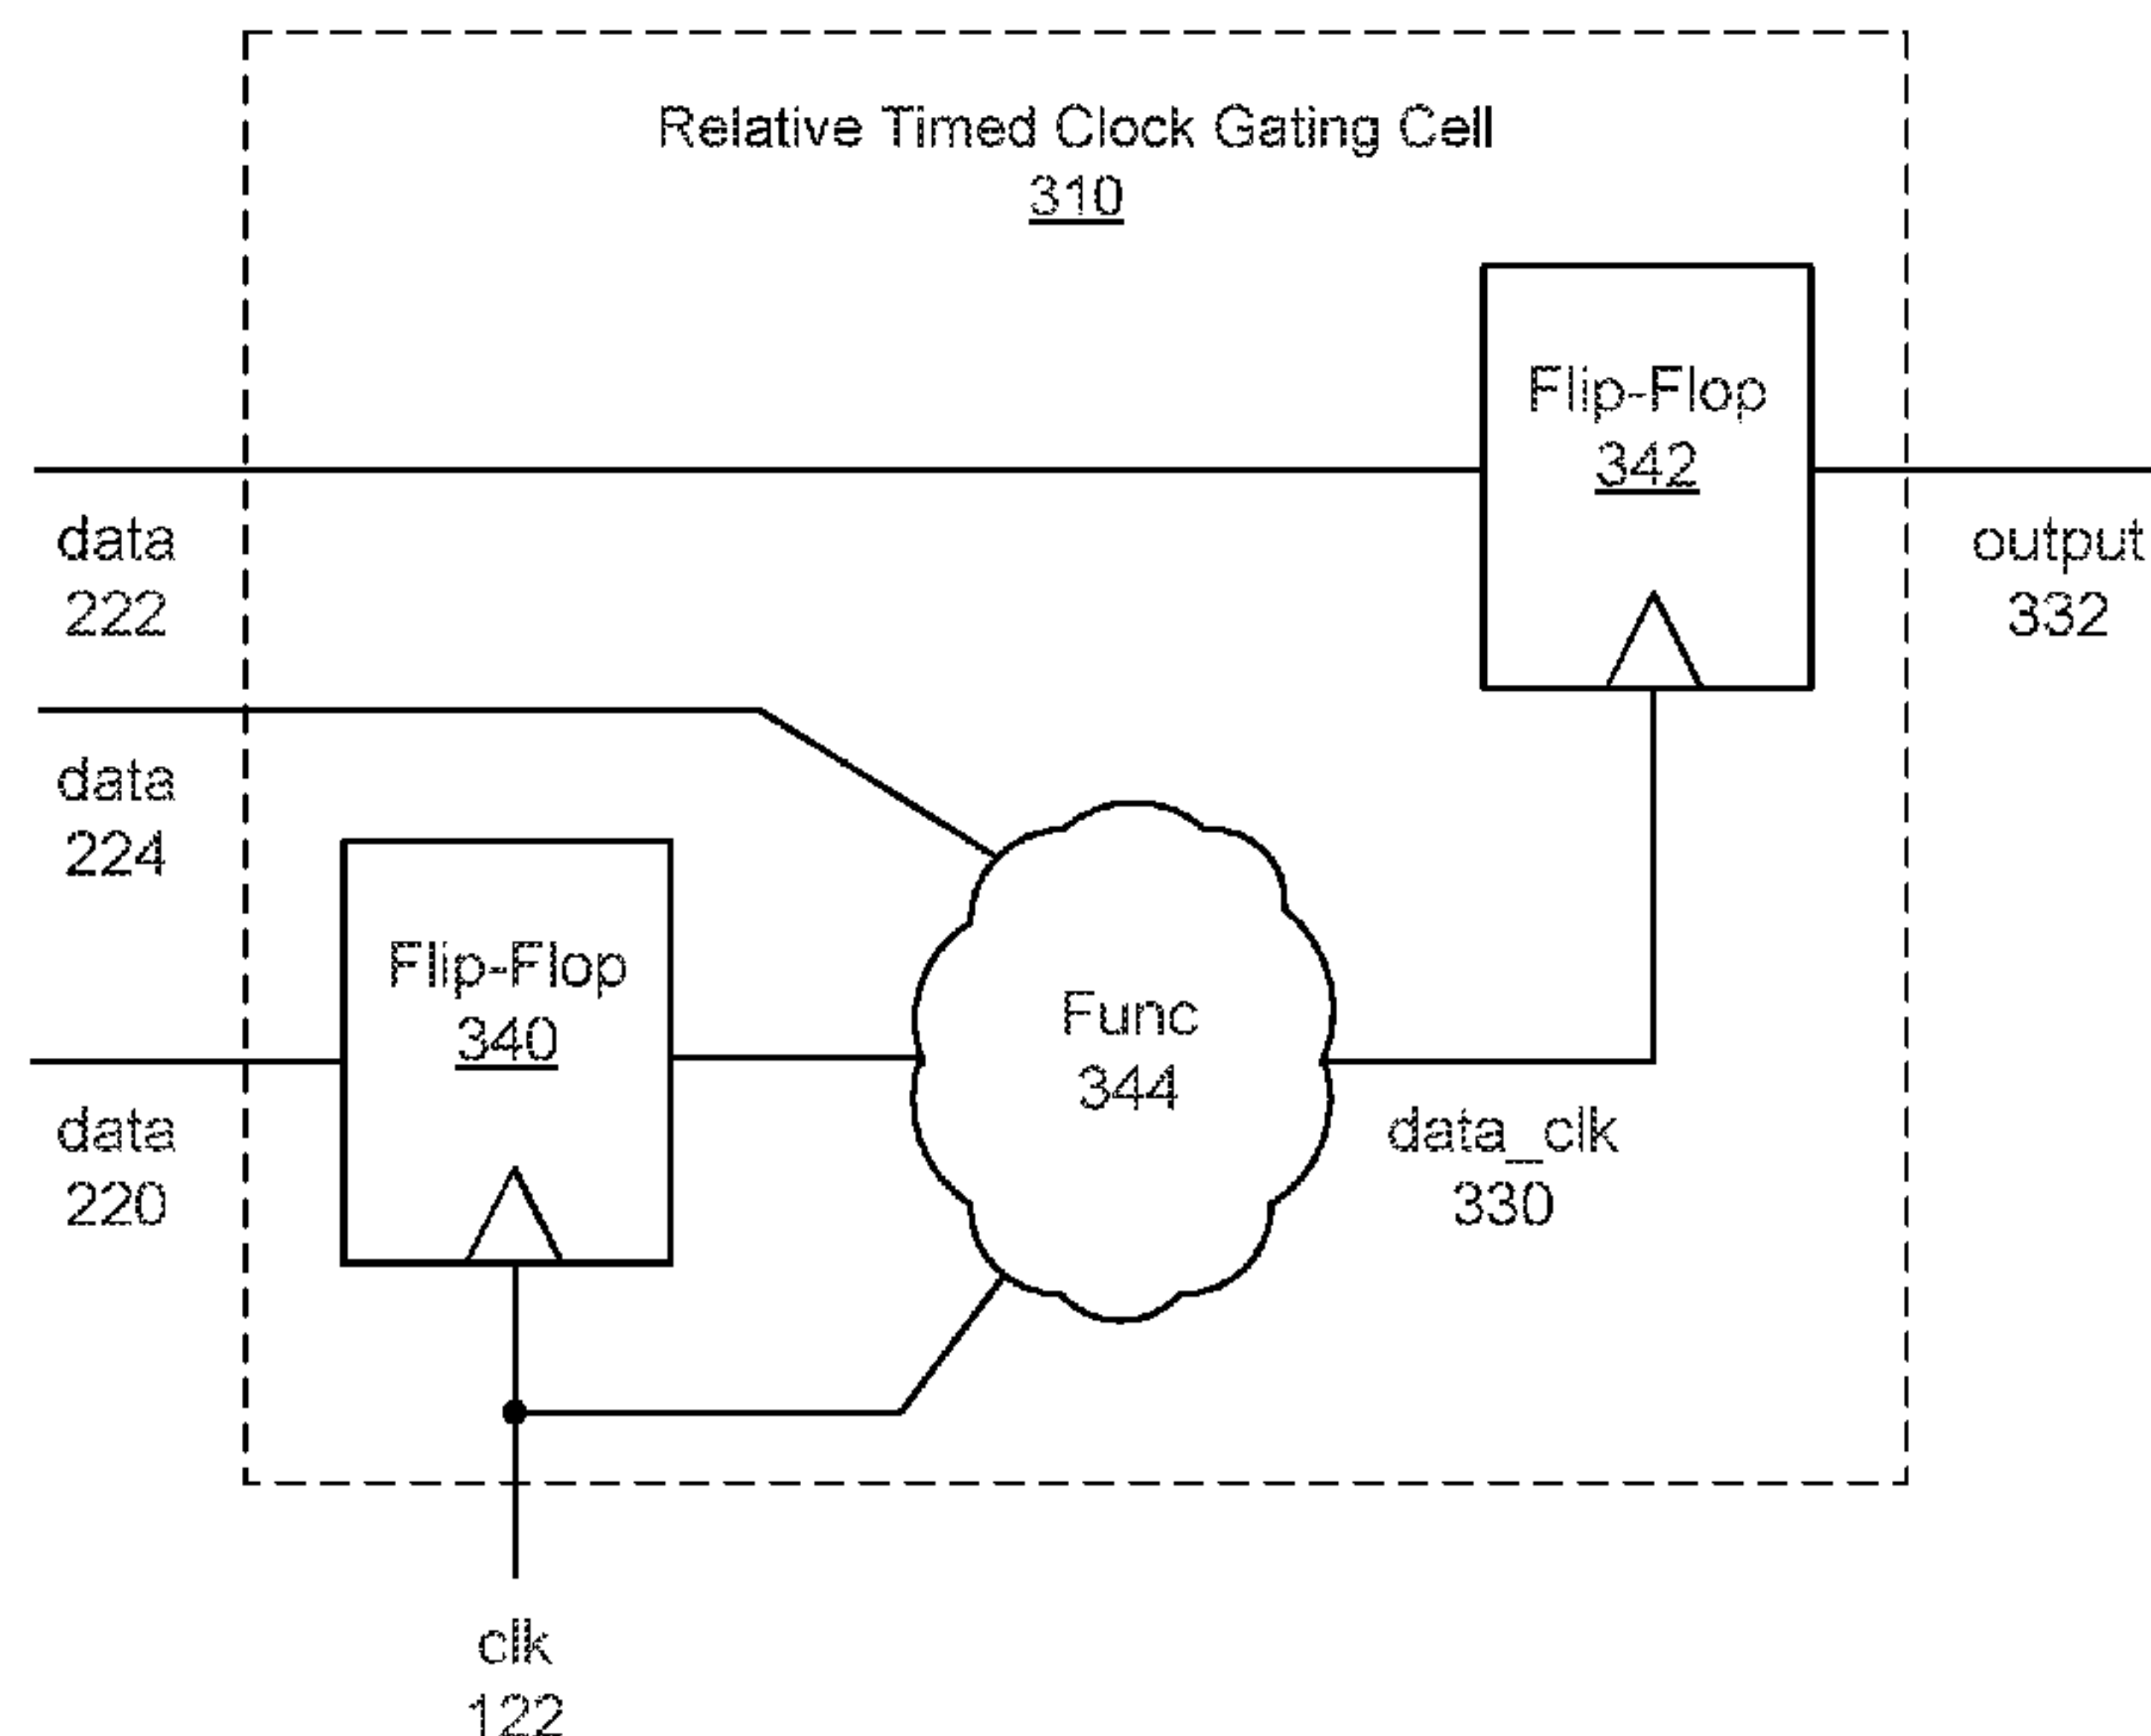 Relative Timed Clock Gating Cell
310
Flip-Flop
342
data
222
output
332
data
224
Flip-Flop
340
Func
344
data
220
data_clk
330
clk
122